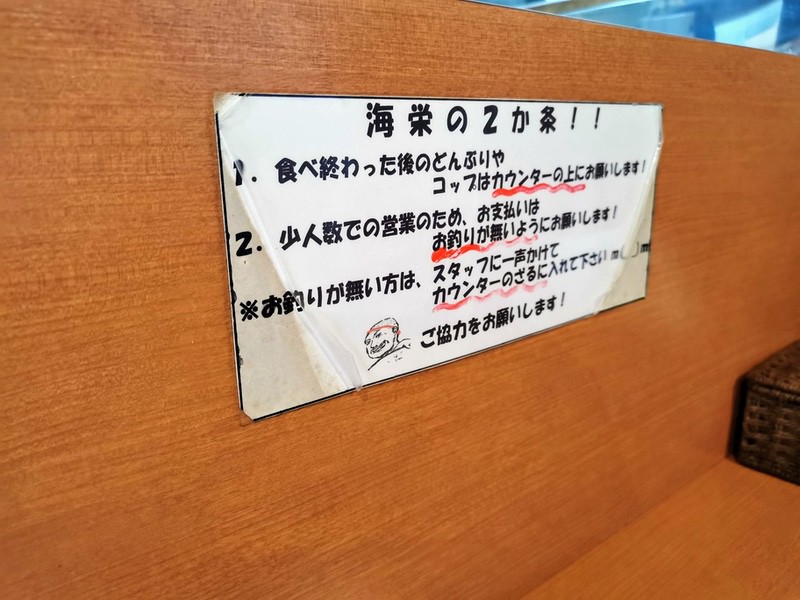 海栄の2か条!!
1. 食べ終わった後のどんぶりや
コップはカウンターの上にお願いします!
2. 少人数での営業のため、お支払いは
お釣りが無いようにお願いします!
※お釣りが無い方は、スタッフに一声かけて
カウンターのざるに入れて下さいm(_)m
ご協力をお願いします!